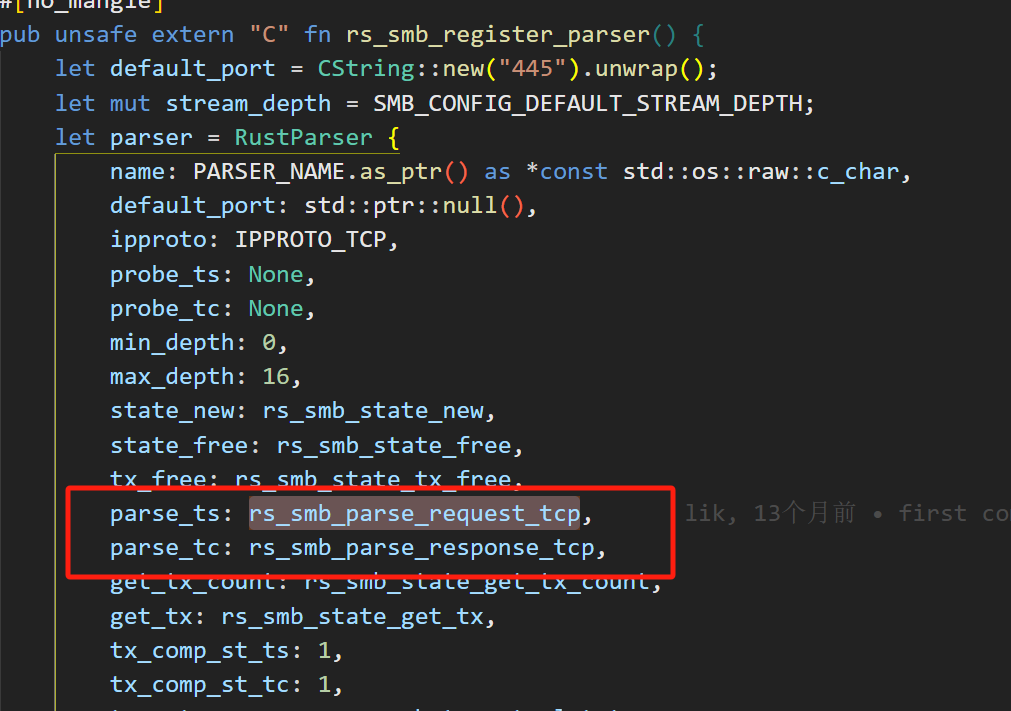 #[no_mangle]
pub unsafe extern "C" fn rs_smb_register_parser() {
    let default_port = CString::new("445").unwrap();
    let mut stream_depth = SMB_CONFIG_DEFAULT_STREAM_DEPTH;
    let parser = RustParser {
        name: PARSER_NAME.as_ptr() as *const std::os::raw::c_char,
        default_port: std::ptr::null(),
        ipproto: IPPROTO_TCP,
        probe_ts: None,
        probe_tc: None,
        min_depth: 0,
        max_depth: 16,
        state_new: rs_smb_state_new,
        state_free: rs_smb_state_free,
        tx_free: rs_smb_state_tx_free,
        parse_ts: rs_smb_parse_request_tcp,    lik, 13个月前 • first co
        parse_tc: rs_smb_parse_response_tcp,
        get_tx_count: rs_smb_state_get_tx_count,
        get_tx: rs_smb_state_get_tx,
        tx_comp_st_ts: 1,
        tx_comp_st_tc: 1,